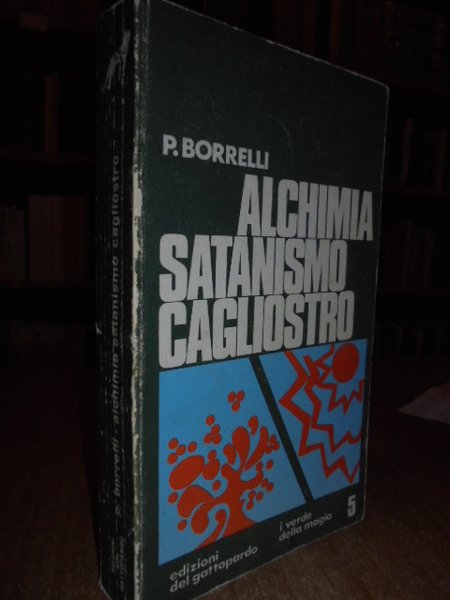 P.BORRELLI
ALCHIMIA
SATANISMO
CAGLIOSTRO
edizioni
del gattopardo
i verde
della magia
5
p. borrelli alchimia satanismo cagliostro